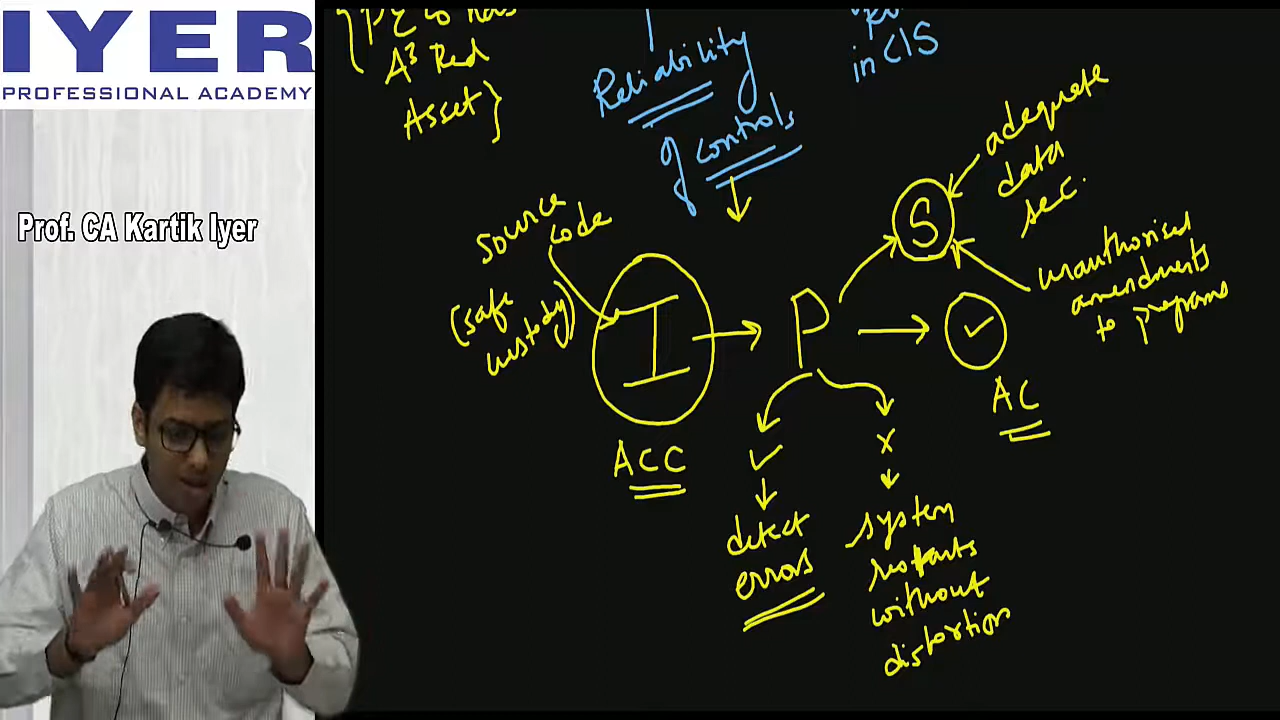 IYER
PROFESSIONAL ACADEMY
Prof. CA Kartik Iyer
A³ Red
Asset}
Reliability
of controls
in CIS
source
code
(safe
custody)
I
ACC
P
S
adequate
data
sec.
unauthorised
amendments
to programs
✓
AC
✓
detect
errors
x
system
restarts
without
distortion